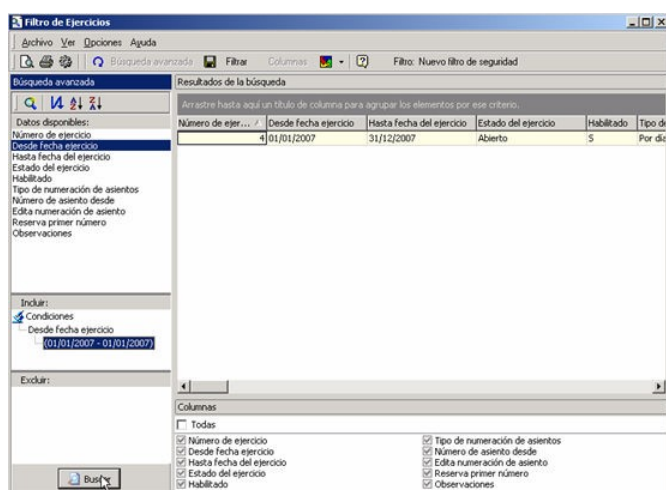 Filtro de Ejercicios
Archivo Ver Opciones Ayuda
Búsqueda avanzada Filtrar Columnas Filtro: Nuevo filtro de seguridad
Búsqueda avanzada
Resultados de la búsqueda
Arrastre hasta aquí un título de columna para agrupar los elementos por ese criterio.
Datos disponibles:
Número de ejercicio
Desde fecha ejercicio
Hasta fecha del ejercicio
Estado del ejercicio
Habilitado
Tipo de numeración de asientos
Número de asiento desde
Edita numeración de asiento
Reserva primer número
Observaciones
Número de ejer... Desde fecha ejercicio Hasta fecha del ejercicio Estado del ejercicio Habilitado Tipo de
4 01/01/2007 31/12/2007 Abierto S Por día
Incluir:
Condiciones
Desde fecha ejercicio
(01/01/2007 - 01/01/2007)
Excluir:
Columnas
Todas
Número de ejercicio
Desde fecha ejercicio
Hasta fecha del ejercicio
Estado del ejercicio
Habilitado
Tipo de numeración de asientos
Número de asiento desde
Edita numeración de asiento
Reserva primer número
Observaciones